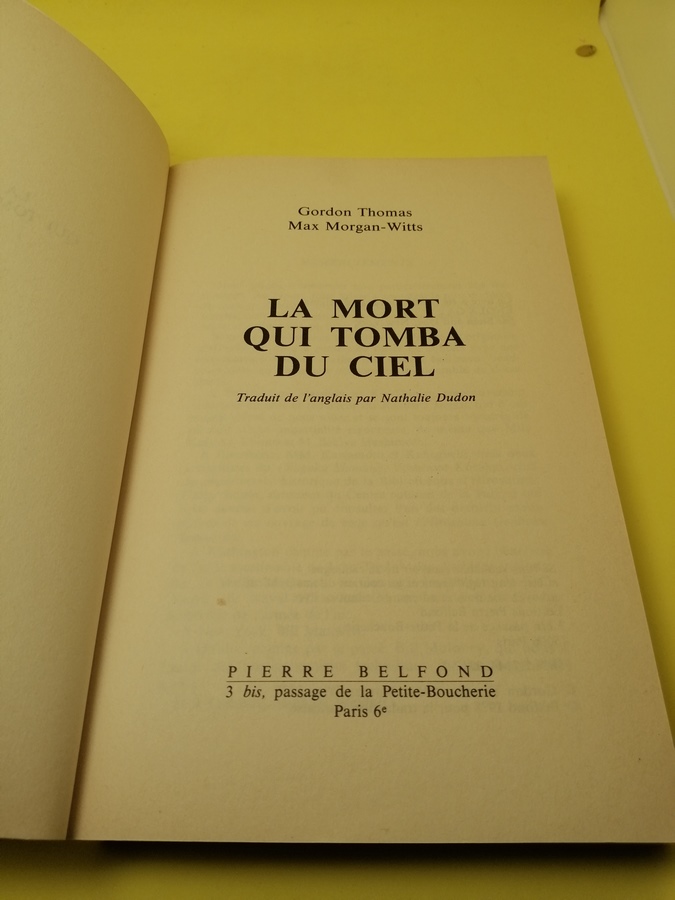 Gordon Thomas
Max Morgan-Witts
LA MORT
QUI TOMBA
DU CIEL
Traduit de l'anglais par Nathalie Dudon
PIERRE BELFOND
3 bis, passage de la Petite-Boucherie
Paris 6e